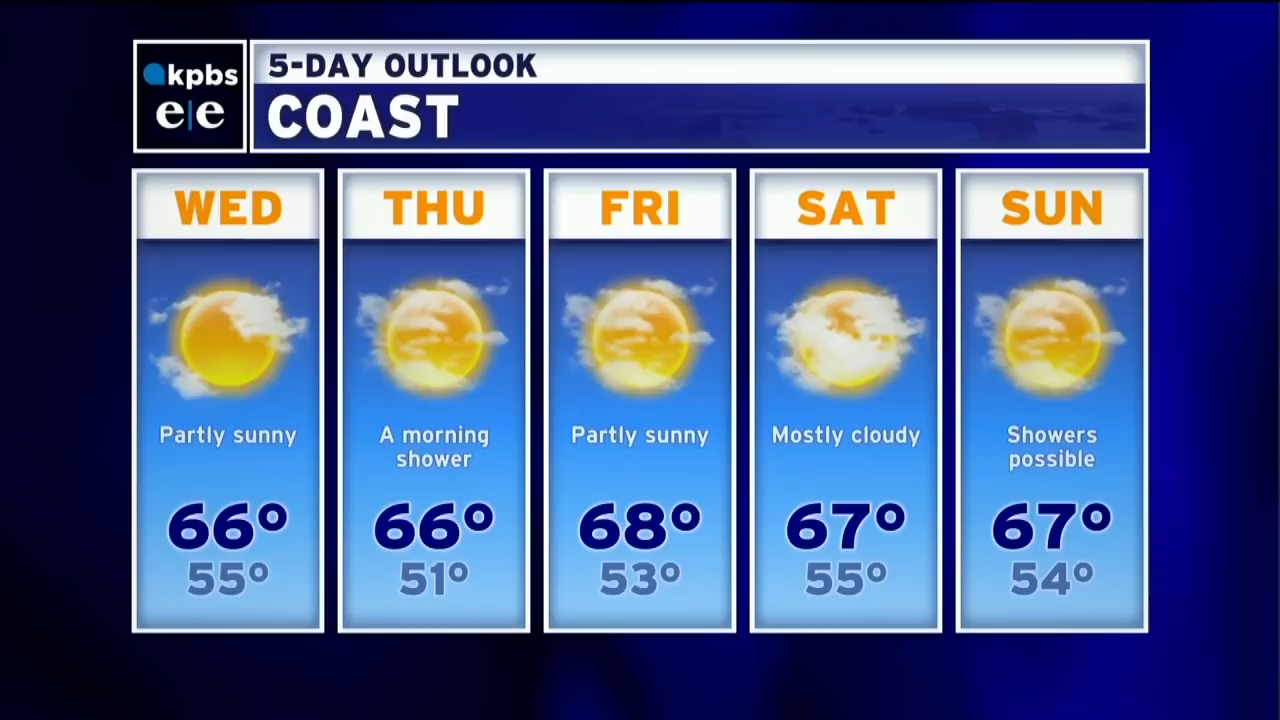 kpbs
e|e
5-DAY OUTLOOK
COAST
WED
THU
FRI
SAT
SUN
Partly sunny
A morning
shower
Partly sunny
Mostly cloudy
Showers
possible
66°
66°
68°
67°
67°
55°
51°
53°
55°
54°